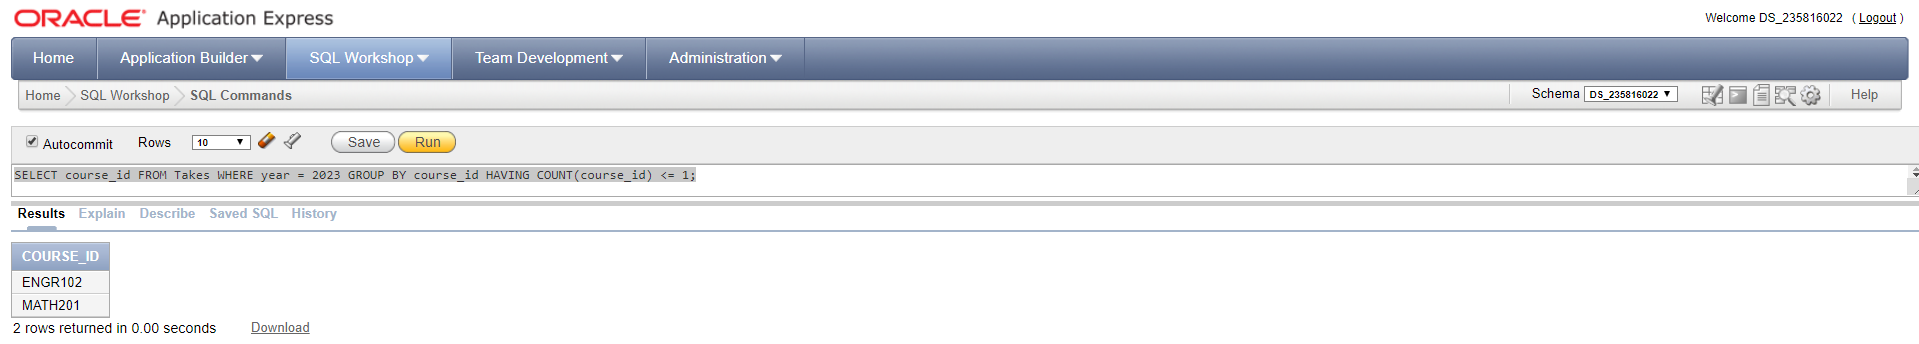 ORACLE® Application Express
Welcome DS_235816022 ( Logout )
Home Application Builder SQL Workshop Team Development Administration
Home SQL Workshop SQL Commands Schema DS_235816022 Help
Autocommit Rows 10 Save Run
SELECT course_id FROM Takes WHERE year = 2023 GROUP BY course_id HAVING COUNT(course_id) <= 1;
Results Explain Describe Saved SQL History
COURSE_ID
ENGR102
MATH201
2 rows returned in 0.00 seconds Download